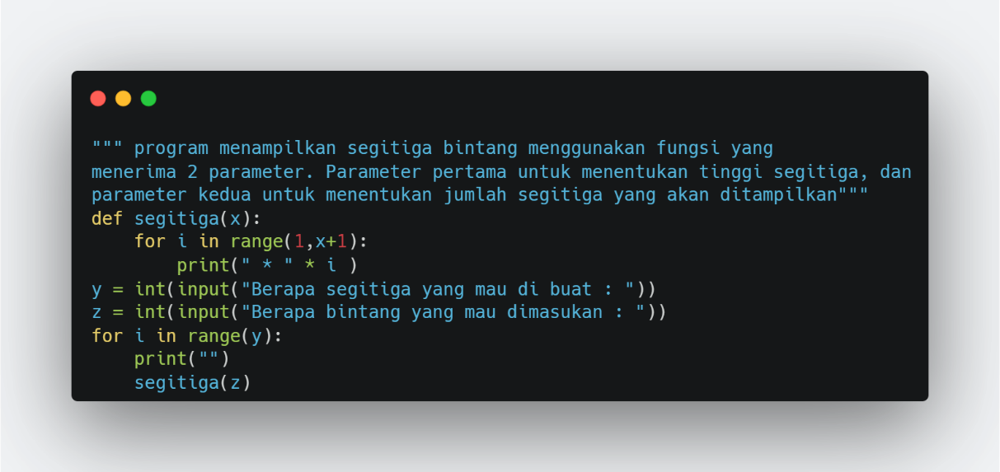 """ program menampilkan segitiga bintang menggunakan fungsi yang
menerima 2 parameter. Parameter pertama untuk menentukan tinggi segitiga, dan
parameter kedua untuk menentukan jumlah segitiga yang akan ditampilkan"""
def segitiga(x):
    for i in range(1,x+1):
        print(" * " * i )
y = int(input("Berapa segitiga yang mau di buat : "))
z = int(input("Berapa bintang yang mau dimasukan : "))
for i in range(y):
    print("")
    segitiga(z)